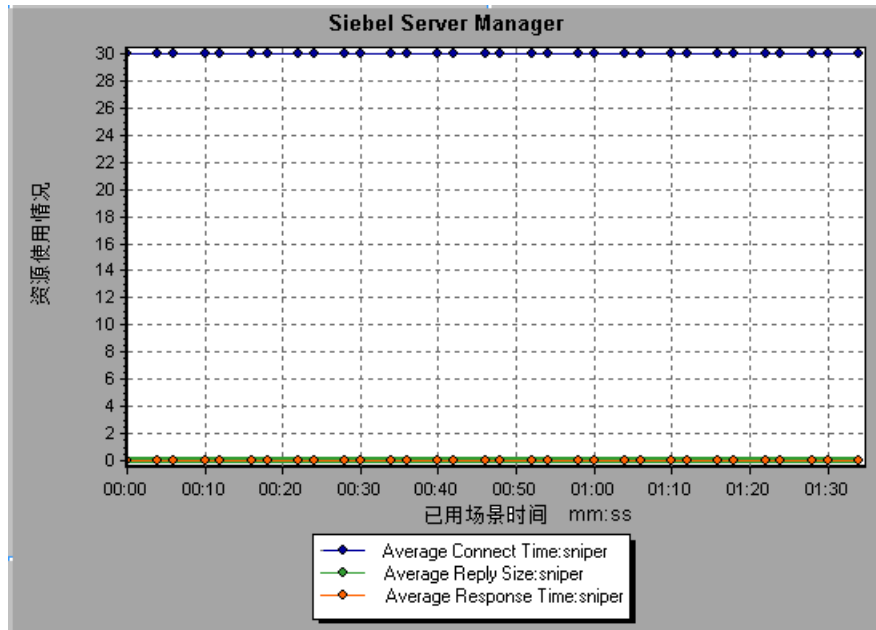 Siebel Server Manager
30
28
26
24
22
20
18
16
14
12
10
8
6
4
2
0
资源使用情况
00:00 00:10 00:20 00:30 00:40 00:50 01:00 01:10 01:20 01:30
已用场景时间 mm:ss
Average Connect Time:sniper
Average Reply Size:sniper
Average Response Time:sniper